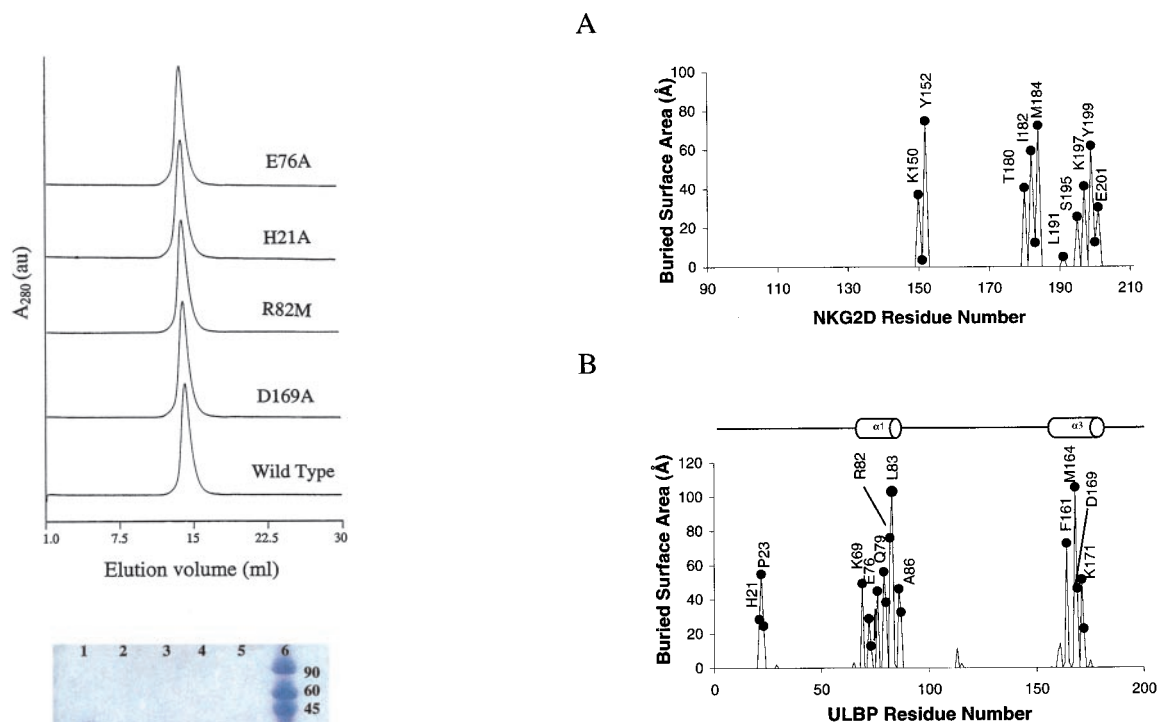 A
E76A
H21A
R82M
D169A
Wild Type
A280 (au)
1.0 7.5 15 22.5 30
Elution volume (ml)
1 2 3 4 5 6
90
60
45
Buried Surface Area (Å)
100
80
60
40
20
0
K150
Y152
T180
I182
M184
L191
S195
K197
Y199
E201
90 110 130 150 170 190 210
NKG2D Residue Number
B
α1
α3
Buried Surface Area (Å)
120
100
80
60
40
20
0
H21
P23
K69
E76
Q79
R82
L83
A86
F161
M164
D169
K171
0 50 100 150 200
ULBP Residue Number